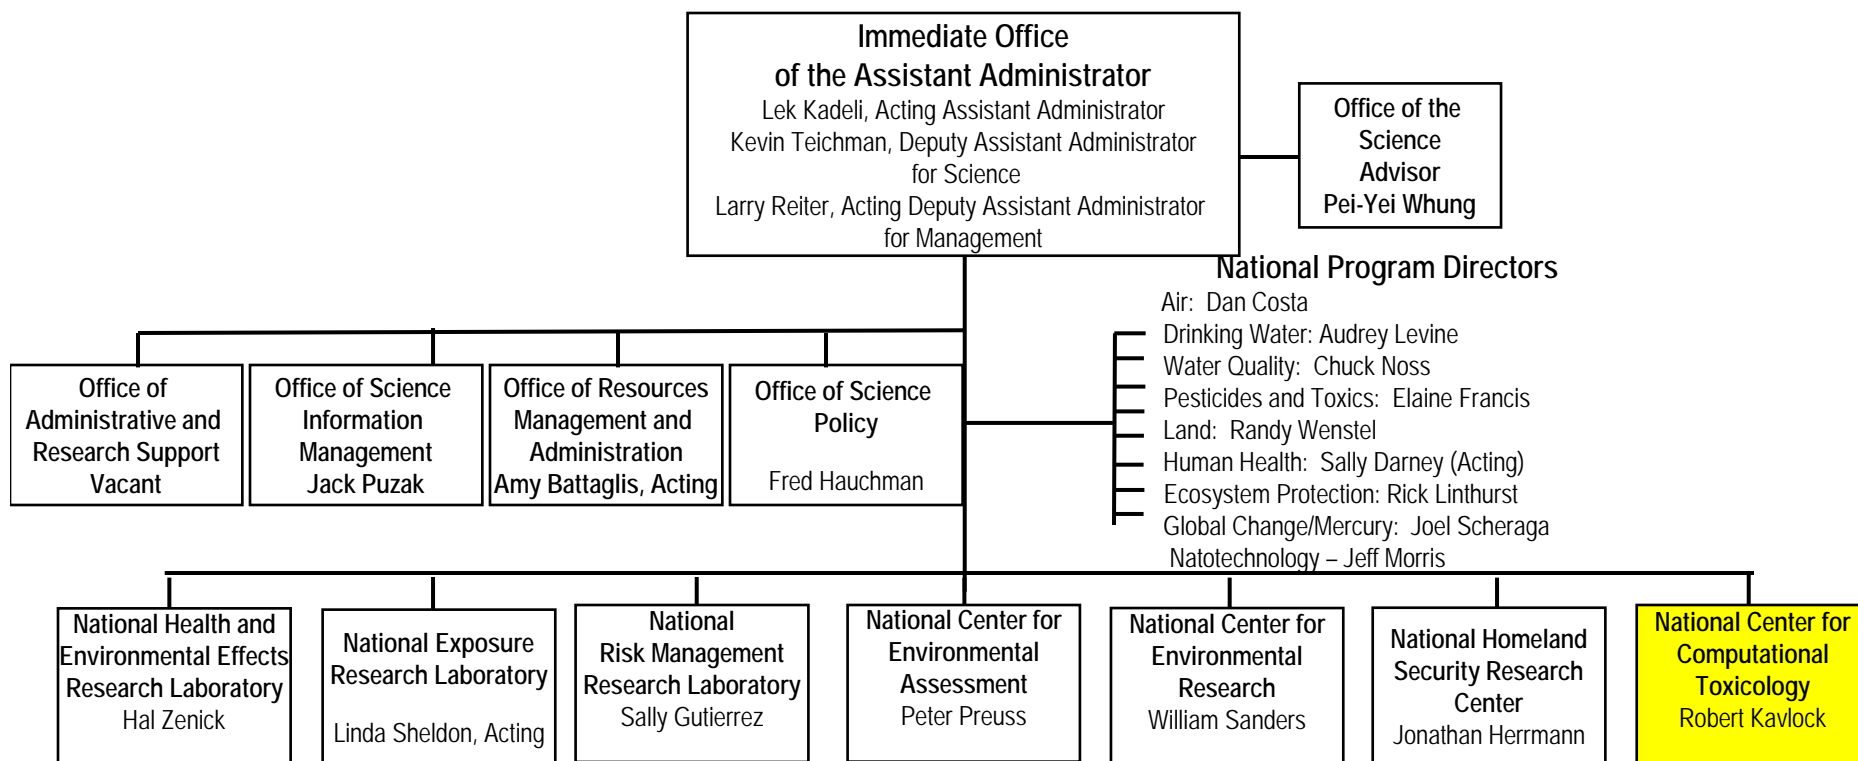 Immediate Office
of the Assistant Administrator
Lek Kadeli, Acting Assistant Administrator
Kevin Teichman, Deputy Assistant Administrator
for Science
Larry Reiter, Acting Deputy Assistant Administrator
for Management
Office of the
Science
Advisor
Pei-Yei Whung
National Program Directors
Air: Dan Costa
Drinking Water: Audrey Levine
Water Quality: Chuck Noss
Pesticides and Toxics: Elaine Francis
Land: Randy Wenstel
Human Health: Sally Darney (Acting)
Ecosystem Protection: Rick Linthurst
Global Change/Mercury: Joel Scheraga
Natotechnology – Jeff Morris
Office of
Administrative and
Research Support
Vacant
Office of Science
Information
Management
Jack Puzak
Office of Resources
Management and
Administration
Amy Battaglis, Acting
Office of Science
Policy
Fred Hauchman
National Health and
Environmental Effects
Research Laboratory
Hal Zenick
National Exposure
Research Laboratory
Linda Sheldon, Acting
National
Risk Management
Research Laboratory
Sally Gutierrez
National Center for
Environmental
Assessment
Peter Preuss
National Center for
Environmental
Research
William Sanders
National Homeland
Security Research
Center
Jonathan Herrmann
National Center for
Computational
Toxicology
Robert Kavlock